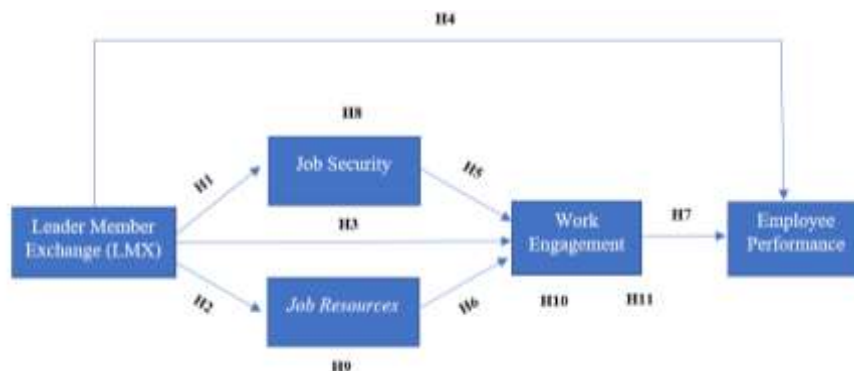 H4
H8
Job Security
H1
H5
Leader Member
Exchange (LMX)
H3
Work
Engagement
H7
Employee
Performance
H2
Job Resources
H6
H10
H11
H9